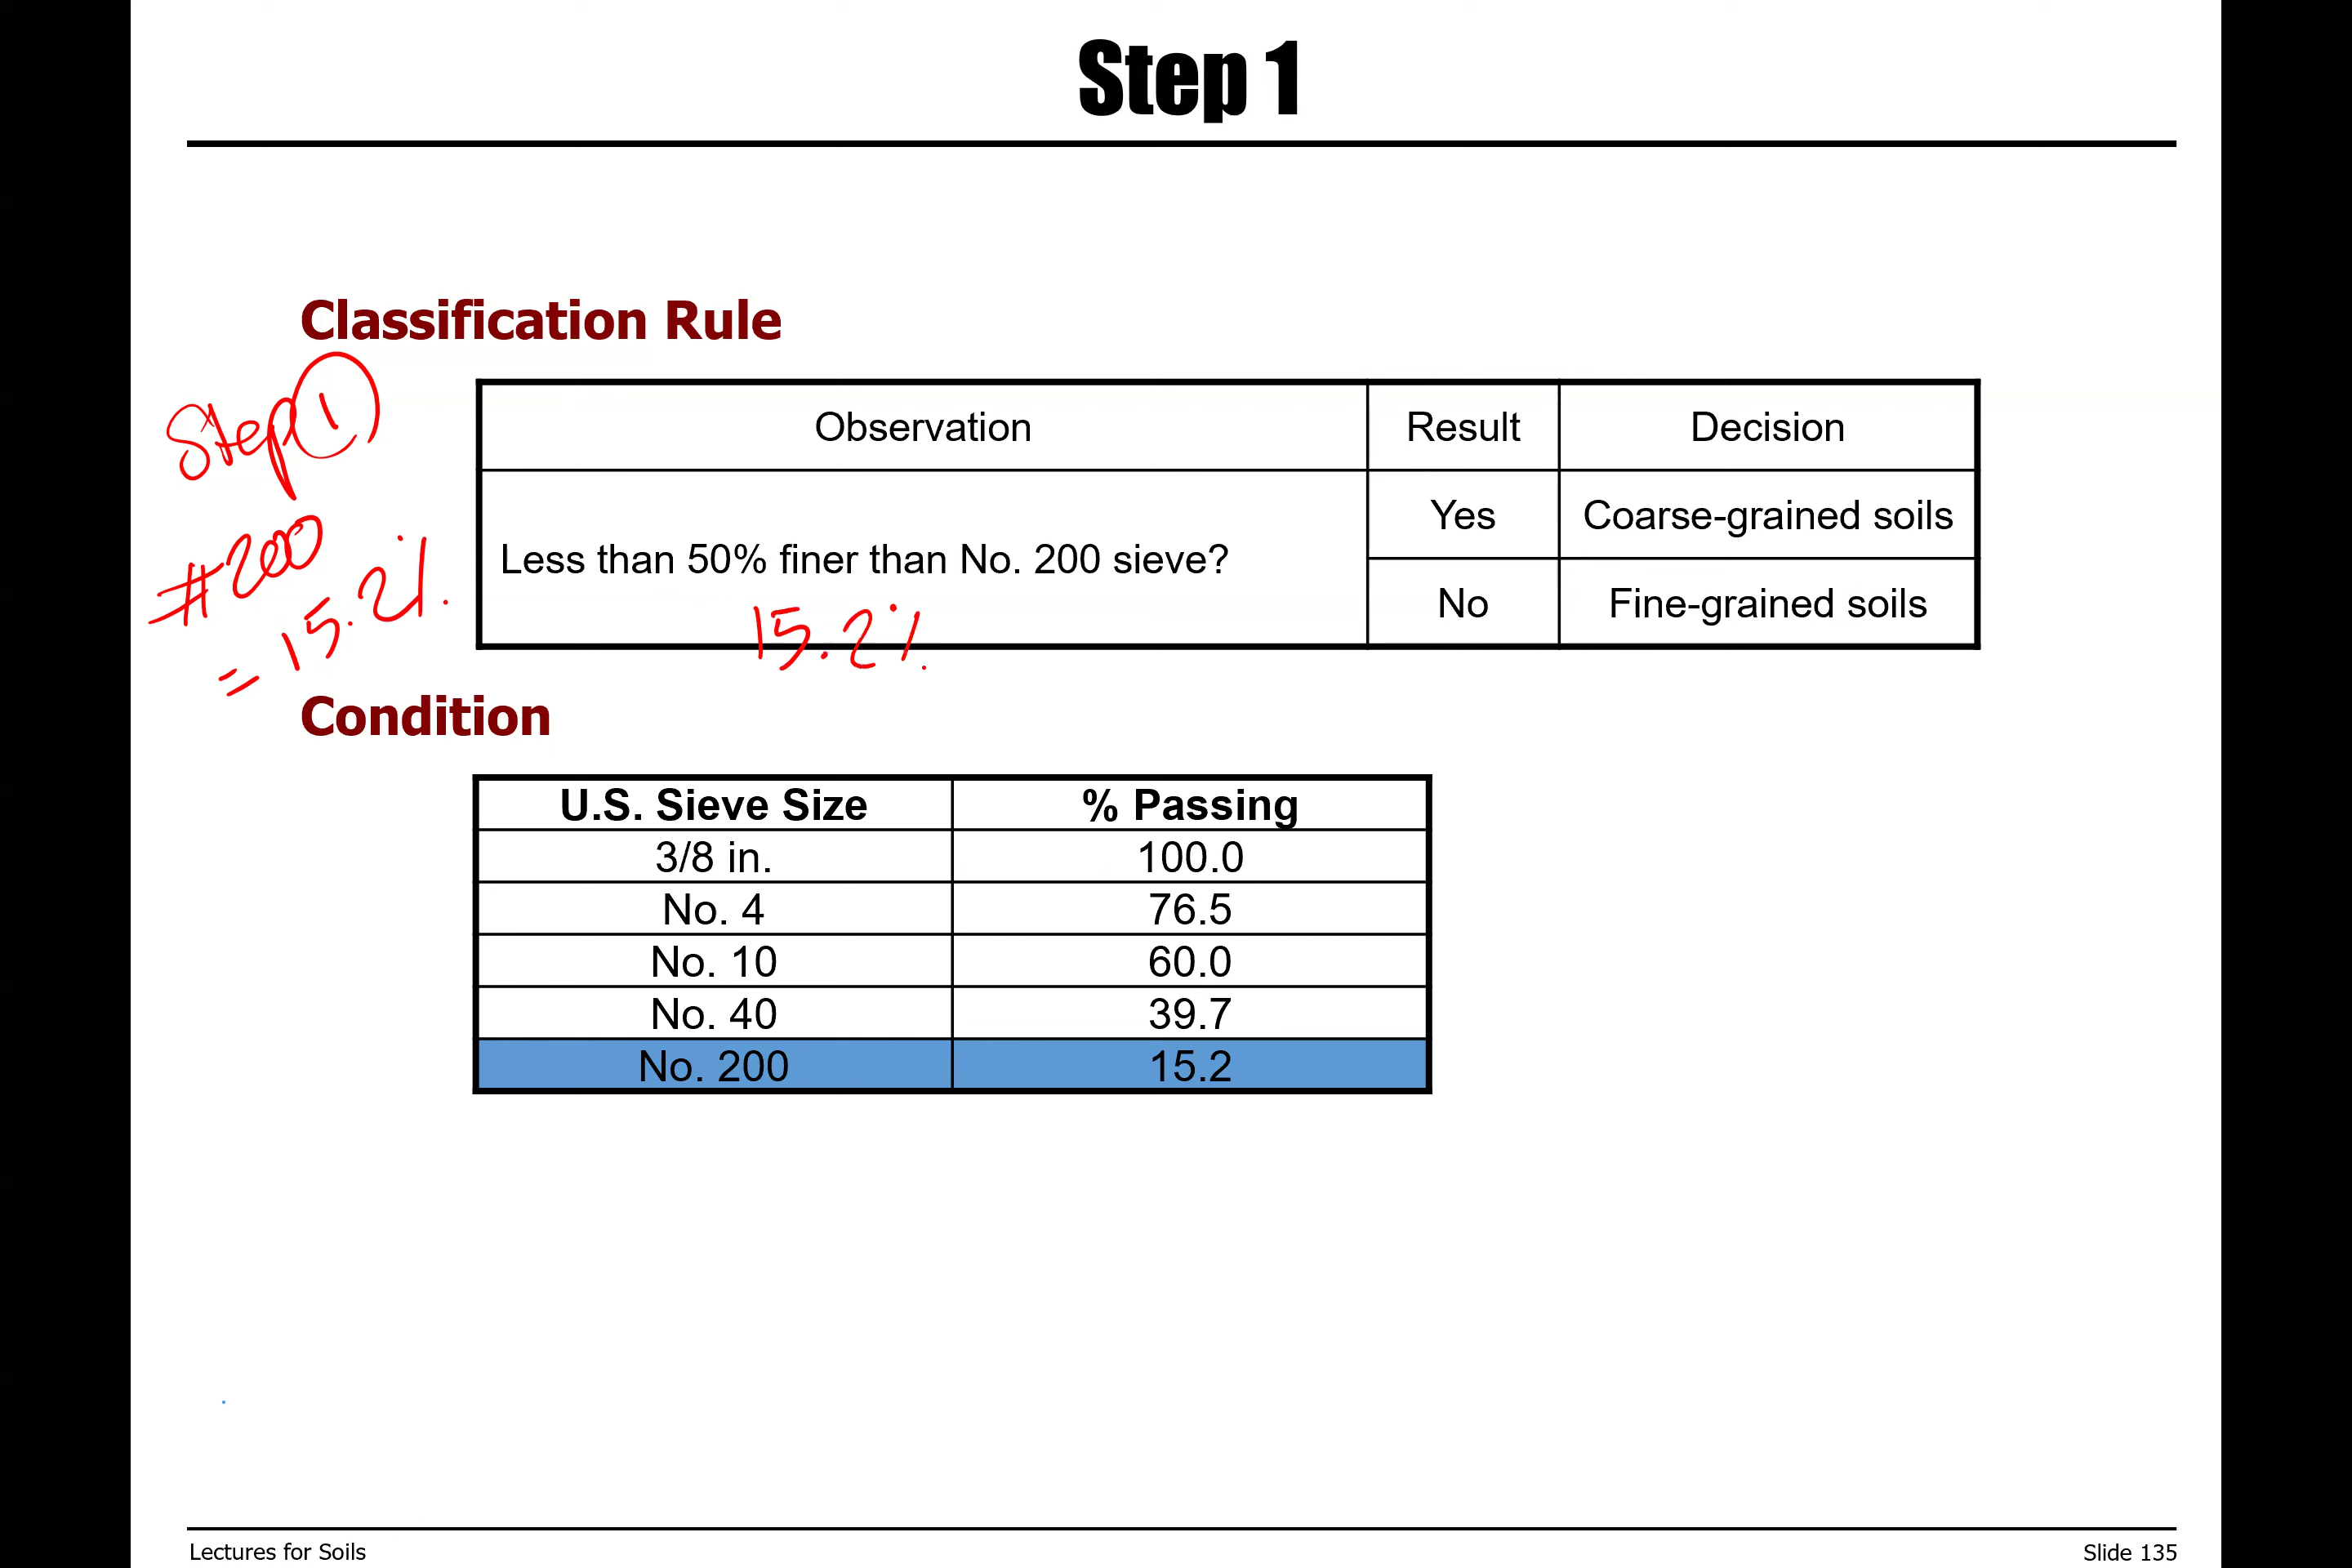 Step 1
Classification Rule
Step 1
Observation Result Decision
Less than 50% finer than No. 200 sieve? Yes Coarse-grained soils
No Fine-grained soils
#200
= 15.2%
15.2%
Condition
U.S. Sieve Size % Passing
3/8 in. 100.0
No. 4 76.5
No. 10 60.0
No. 40 39.7
No. 200 15.2
Lectures for Soils Slide 135